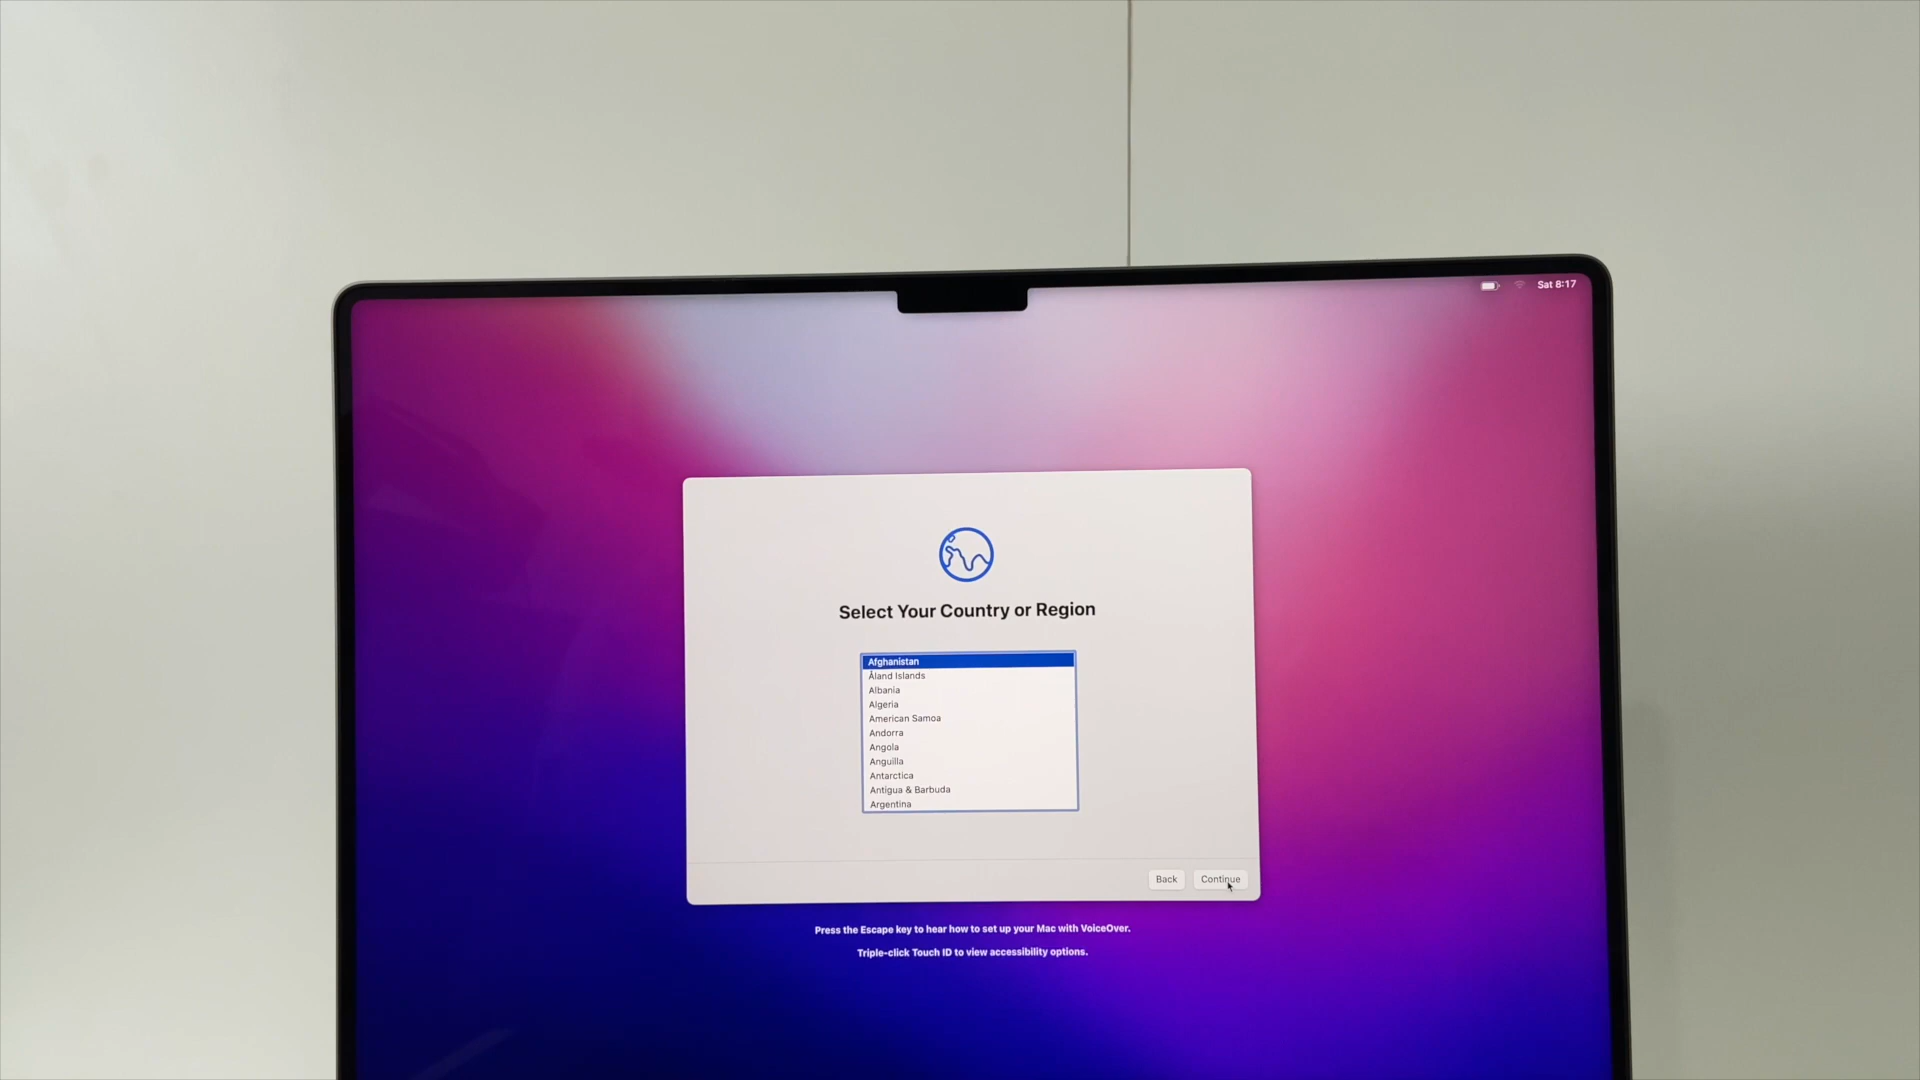 Sat 8:17
Select Your Country or Region
Afghanistan
Åland Islands
Albania
Algeria
American Samoa
Andorra
Angola
Anguilla
Antarctica
Antigua & Barbuda
Argentina
Back
Continue
Press the Escape key to hear how to set up your Mac with VoiceOver.
Triple-click Touch ID to view accessibility options.